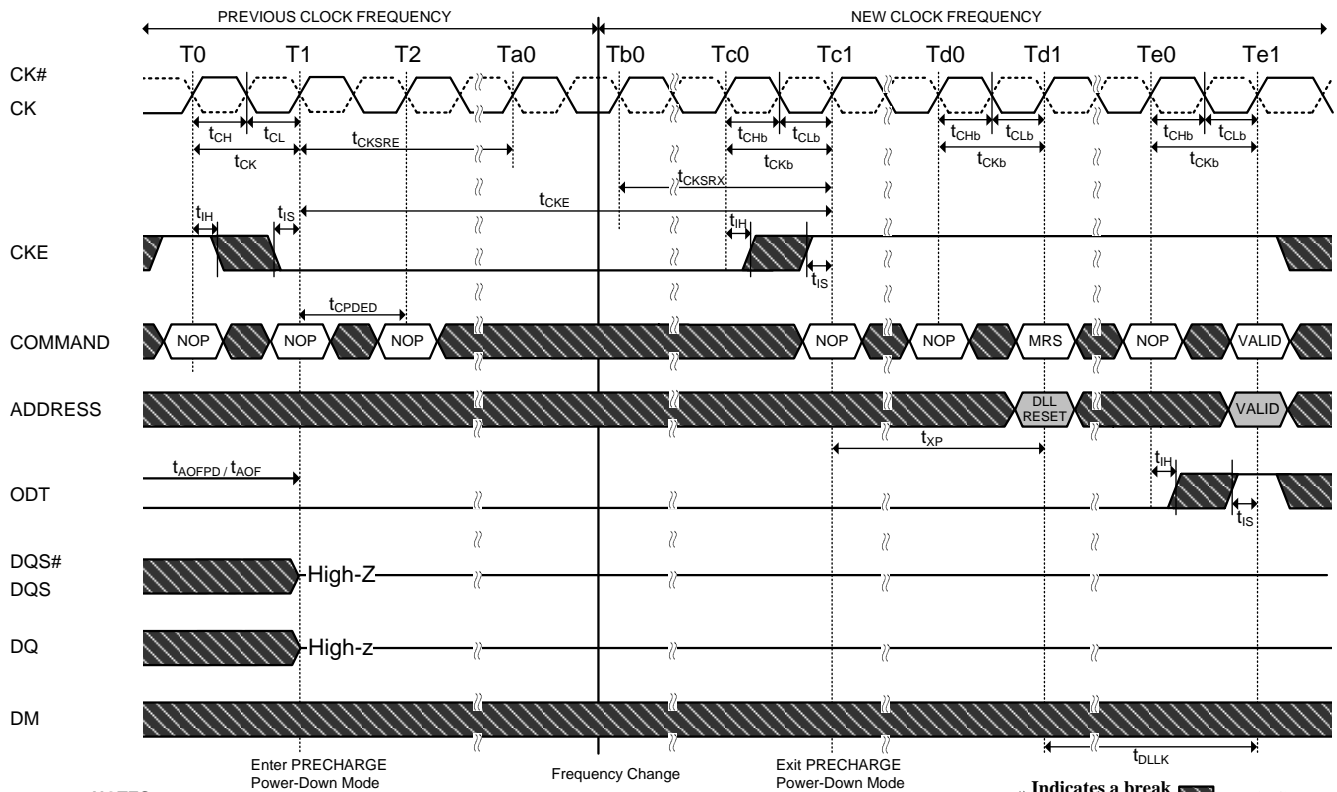 PREVIOUS CLOCK FREQUENCY NEW CLOCK FREQUENCY
T0 T1 T2 Ta0 Tb0 Tc0 Tc1 Td0 Td1 Te0 Te1
CK#
CK
tCH tCL tCHb tCLb tCHb tCLb tCHb tCLb
tCK tCKSRE tCKb tCKb tCKb
tCKSRX
tCKE
tIH tIS tIH
CKE
tIS
tCPDED
COMMAND NOP NOP NOP NOP NOP MRS NOP VALID
ADDRESS DLL RESET VALID
tXP
tAOFPD / tAOF tIH
ODT
tIS
DQS#
DQS High-Z
DQ High-z
DM
tDLLK
Enter PRECHARGE
Power-Down Mode
Frequency Change
Exit PRECHARGE
Power-Down Mode
Indicates a break